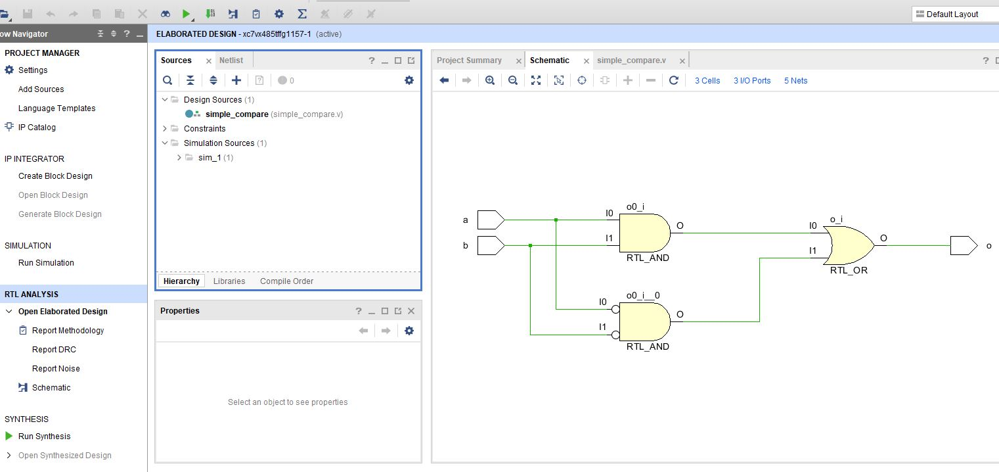 Default Layout
ow Navigator
?
ELABORATED DESIGN - xc7vx485tffg1157-1 (active)
PROJECT MANAGER
Settings
Add Sources
Language Templates
IP Catalog
IP INTEGRATOR
Create Block Design
Open Block Design
Generate Block Design
SIMULATION
Run Simulation
RTL ANALYSIS
Open Elaborated Design
Report Methodology
Report DRC
Report Noise
Schematic
SYNTHESIS
Run Synthesis
Open Synthesized Design
Sources
Netlist
?
? 0
Design Sources (1)
simple_compare (simple_compare.v)
Constraints
Simulation Sources (1)
sim_1 (1)
Hierarchy
Libraries
Compile Order
Properties
?
Select an object to see properties
Project Summary
Schematic
simple_compare.v
?
3 Cells
3 I/O Ports
5 Nets
a
b
o0_i
I0
I1
O
RTL_AND
o0_i__0
I0
I1
O
RTL_AND
o_i
I0
I1
O
RTL_OR
o